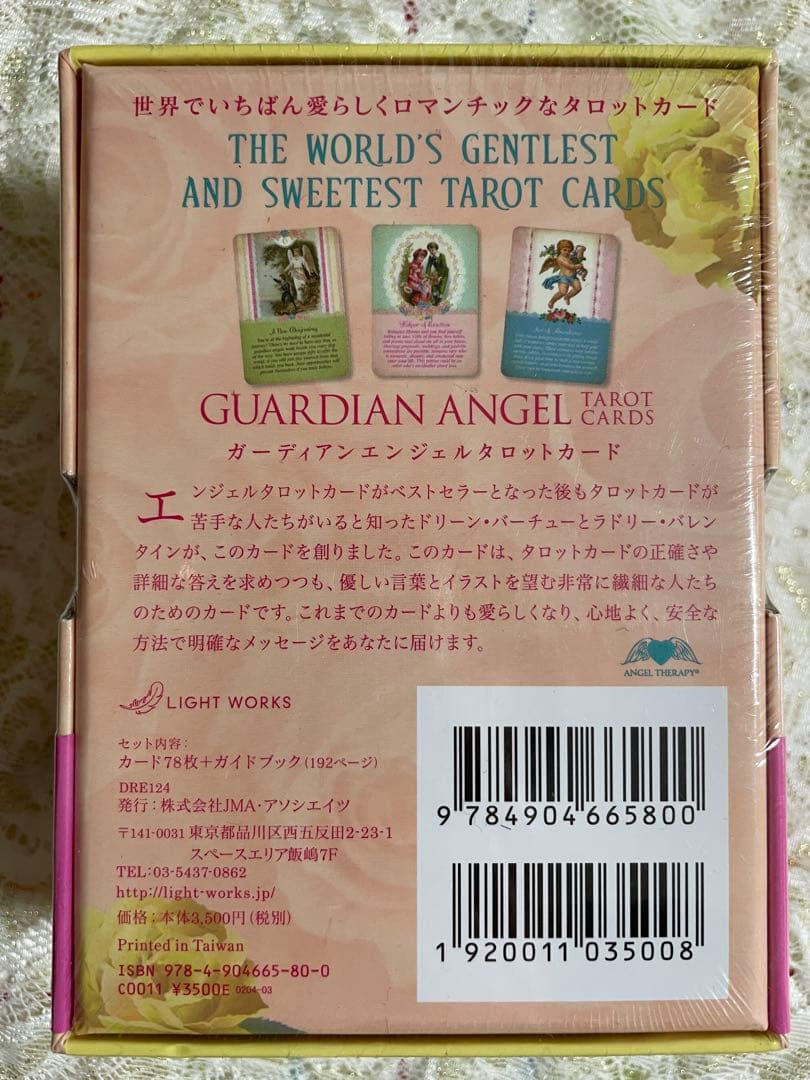 世界でいちばん愛らしくロマンチックなタロットカード
THE WORLD'S GENTLEST
AND SWEETEST TAROT CARDS
A New Beginning
GUARDIAN ANGEL TAROT CARDS
ガーディアンエンジェルタロットカード
エンジェルタロットカードがベストセラーとなった後もタロットカードが
苦手な人たちがいると知ったドリーン・バーチューとラドリー・バレン
タインが、このカードを創りました。このカードは、タロットカードの正確さや
詳細な答えを求めつつも、優しい言葉とイラストを望む非常に繊細な人たち
のためのカードです。これまでのカードよりも愛らしくなり、心地よく、安全な
方法で明確なメッセージをあなたに届けます。
ANGEL THERAPY®
LIGHT WORKS
セット内容:
カード78枚+ガイドブック(192ページ)
DRE124
発行:株式会社JMA・アソシエイツ
〒141-0031 東京都品川区西五反田2-23-1
スペースエリア飯嶋7F
TEL:03-5437-0862
http://light-works.jp/
価格:本体3,500円(税別)
Printed in Taiwan
ISBN 978-4-904665-80-0
C0011 ¥3500E 0204-03
9 784904 665800
1 920011 035008